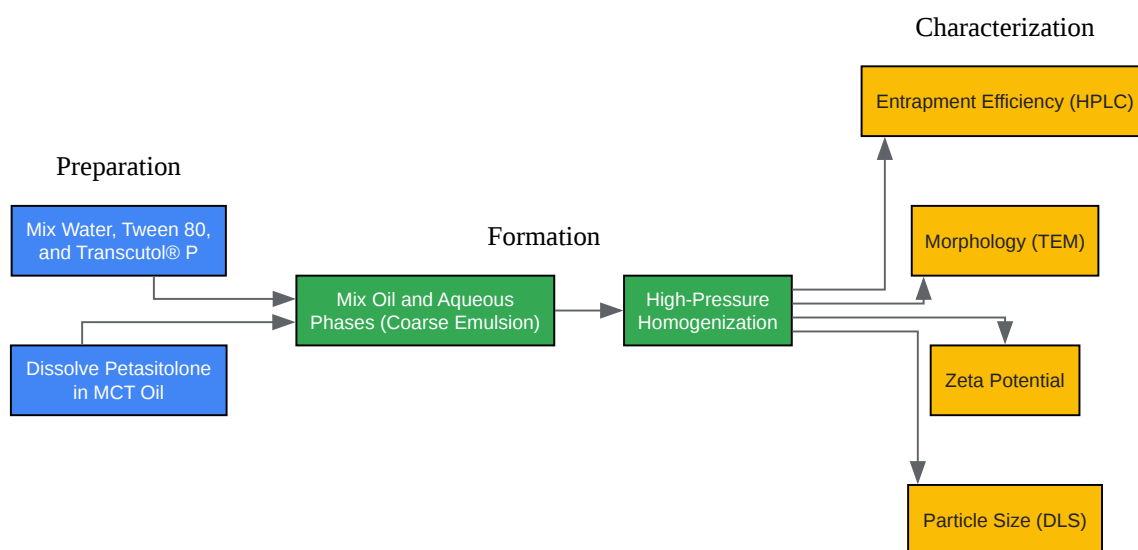 Characterization
Entrapment Efficiency (HPLC)
Preparation
Mix Water, Tween 80,
and Transcutol® P
Morphology (TEM)
Formation
Mix Oil and Aqueous
Phases (Coarse Emulsion)
High-Pressure
Homogenization
Dissolve Petasitolone
in MCT Oil
Zeta Potential
Particle Size (DLS)